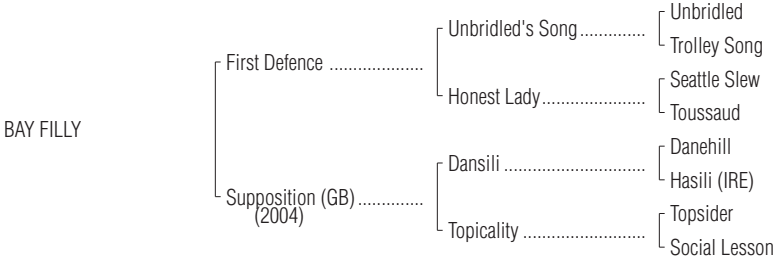 Unbridled
Unbridled's Song..............
Trolley Song
First Defence ....................
Seattle Slew
Honest Lady......................
Toussaud
BAY FILLY
Danehill
Dansili ..............................
Hasili (IRE)
Supposition (GB)..............
(2004)
Topsider
Topicality ..........................
Social Lesson